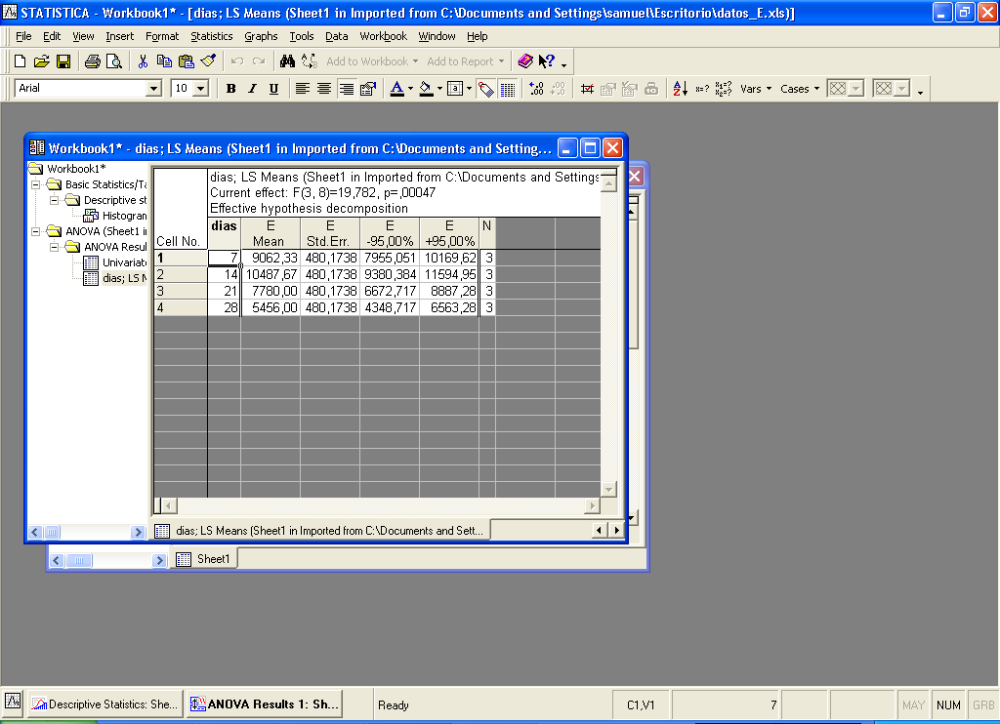 STATISTICA - Workbook1* - [dias; LS Means (Sheet1 in Imported from C:\Documents and Settings\samuel\Escritorio\datos_E.xls)]
File Edit View Insert Format Statistics Graphs Tools Data Workbook Window Help
Add to Workbook Add to Report
Arial 10 B I U Vars Cases
Workbook1* - dias; LS Means (Sheet1 in Imported from C:\Documents and Setting...
Workbook1*
Basic Statistics/Ta
Descriptive st
Histogran
ANOVA (Sheet1 i
ANOVA Resul
Univariat
dias; LS M
dias; LS Means (Sheet1 in Imported from C:\Documents and Settings
Current effect: F(3, 8)=19,782, p=,00047
Effective hypothesis decomposition
dias E E E E N
Cell No. Mean Std.Err. -95,00% +95,00%
1 7 9062,33 480,1738 7955,051 10169,62 3
2 14 10487,67 480,1738 9380,384 11594,95 3
3 21 7780,00 480,1738 6672,717 8887,28 3
4 28 5456,00 480,1738 4348,717 6563,28 3
dias; LS Means (Sheet1 in Imported from C:\Documents and Sett...
Sheet1
Descriptive Statistics: She... ANOVA Results 1: Sh... Ready C1,V1 7 MAY NUM GRB